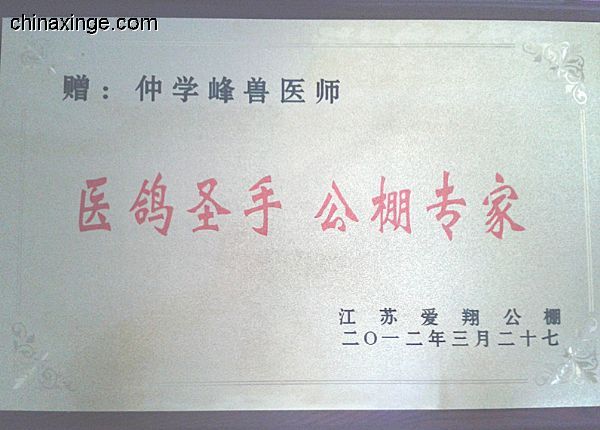 chinaxinge.com
赠：仲学峰兽医师
医鸽圣手 公棚专家
江苏爱翔公棚
二〇一二年三月二十七